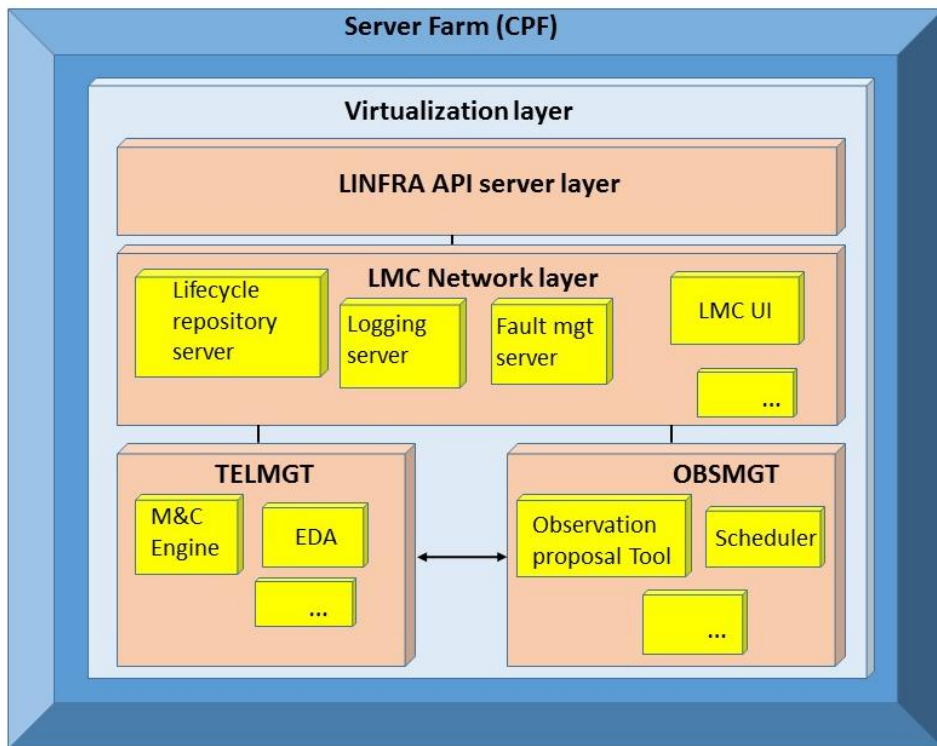 Server Farm (CPF)
Virtualization layer
LINFRA API server layer
LMC Network layer
Lifecycle
repository
server
Logging
server
Fault mgt
server
LMC UI
...
TELMGT
M&C
Engine
EDA
...
OBSMGT
Observation
proposal Tool
Scheduler
...